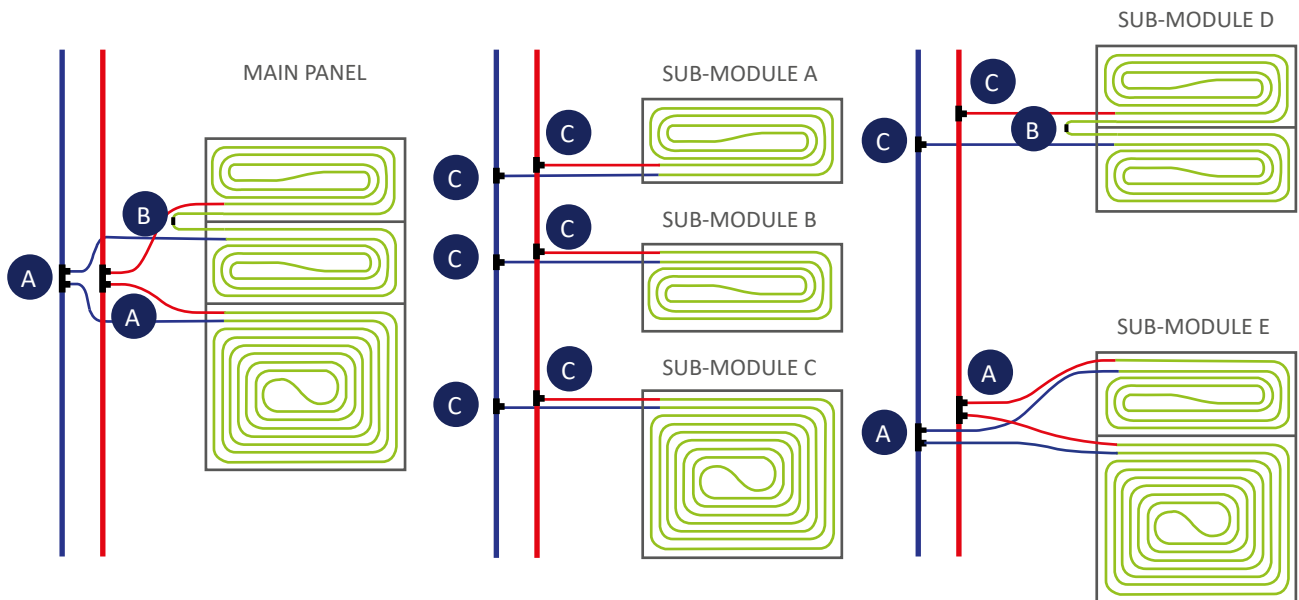 MAIN PANEL
B
A
A
SUB-MODULE A
C
C
SUB-MODULE B
C
C
SUB-MODULE C
C
C
SUB-MODULE D
C
B
C
SUB-MODULE E
A
A